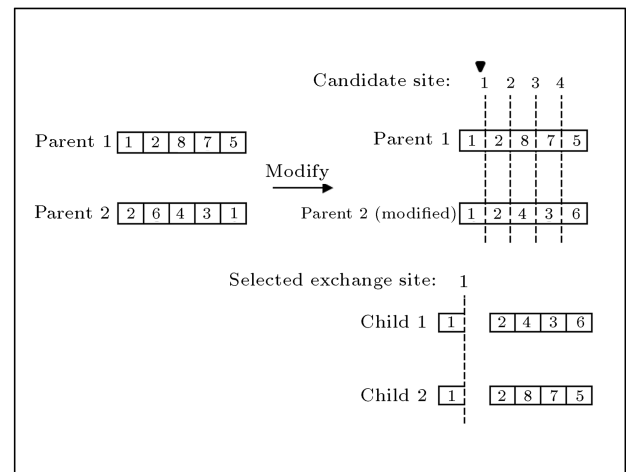 Candidate site: 1 2 3 4
Parent 1 1 2 8 7 5
Parent 1 1 2 8 7 5
Modify
Parent 2 2 6 4 3 1
Parent 2 (modified) 1 2 4 3 6
Selected exchange site: 1
Child 1 1 2 4 3 6
Child 2 1 2 8 7 5